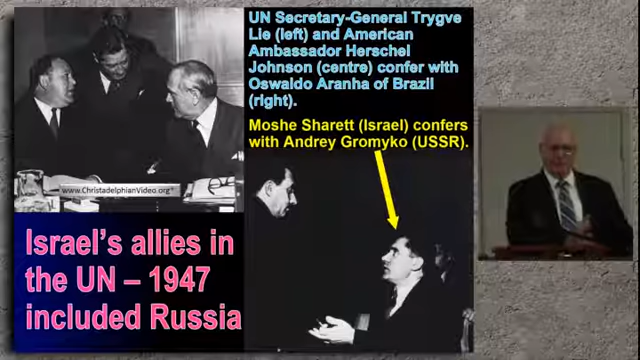 UN Secretary-General Trygve
Lie (left) and American
Ambassador Herschel
Johnson (centre) confer with
Oswaldo Aranha of Brazil
(right).
Moshe Sharett (Israel) confers
with Andrey Gromyko (USSR).
www.ChristadelphianVideo.org
Israel's allies in
the UN – 1947
included Russia